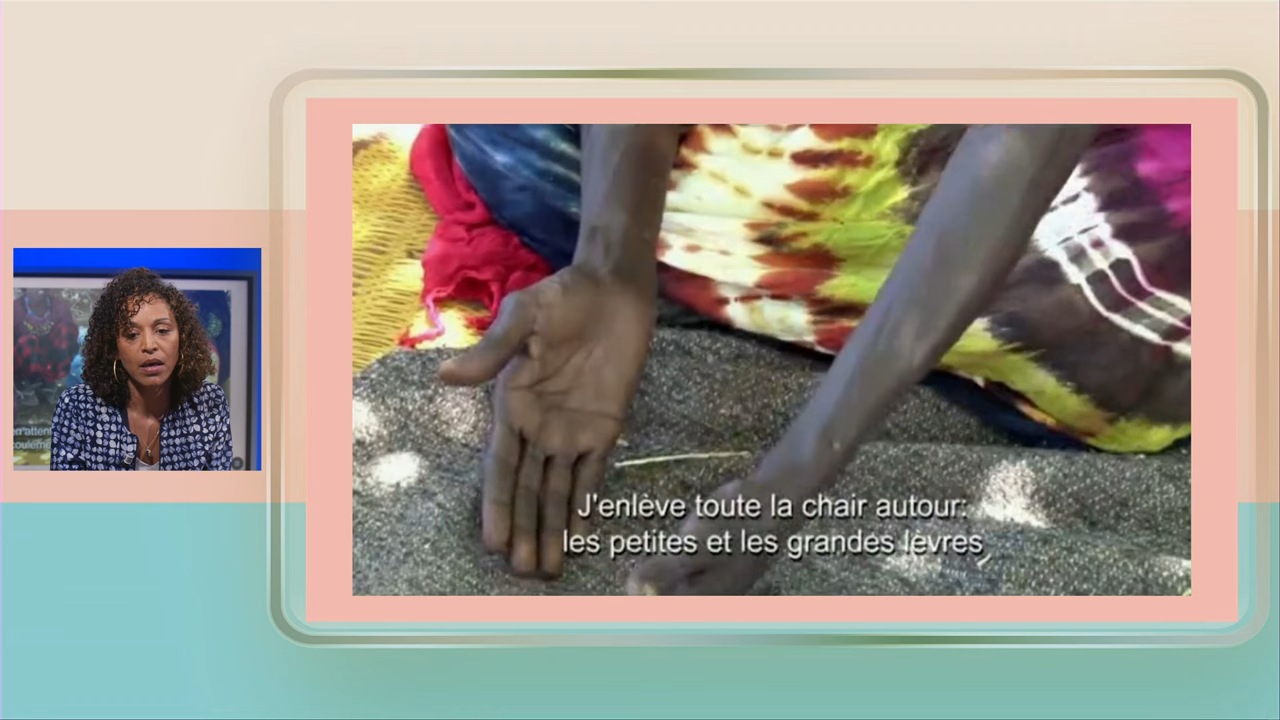 J'enlève toute la chair autour:
les petites et les grandes lèvres